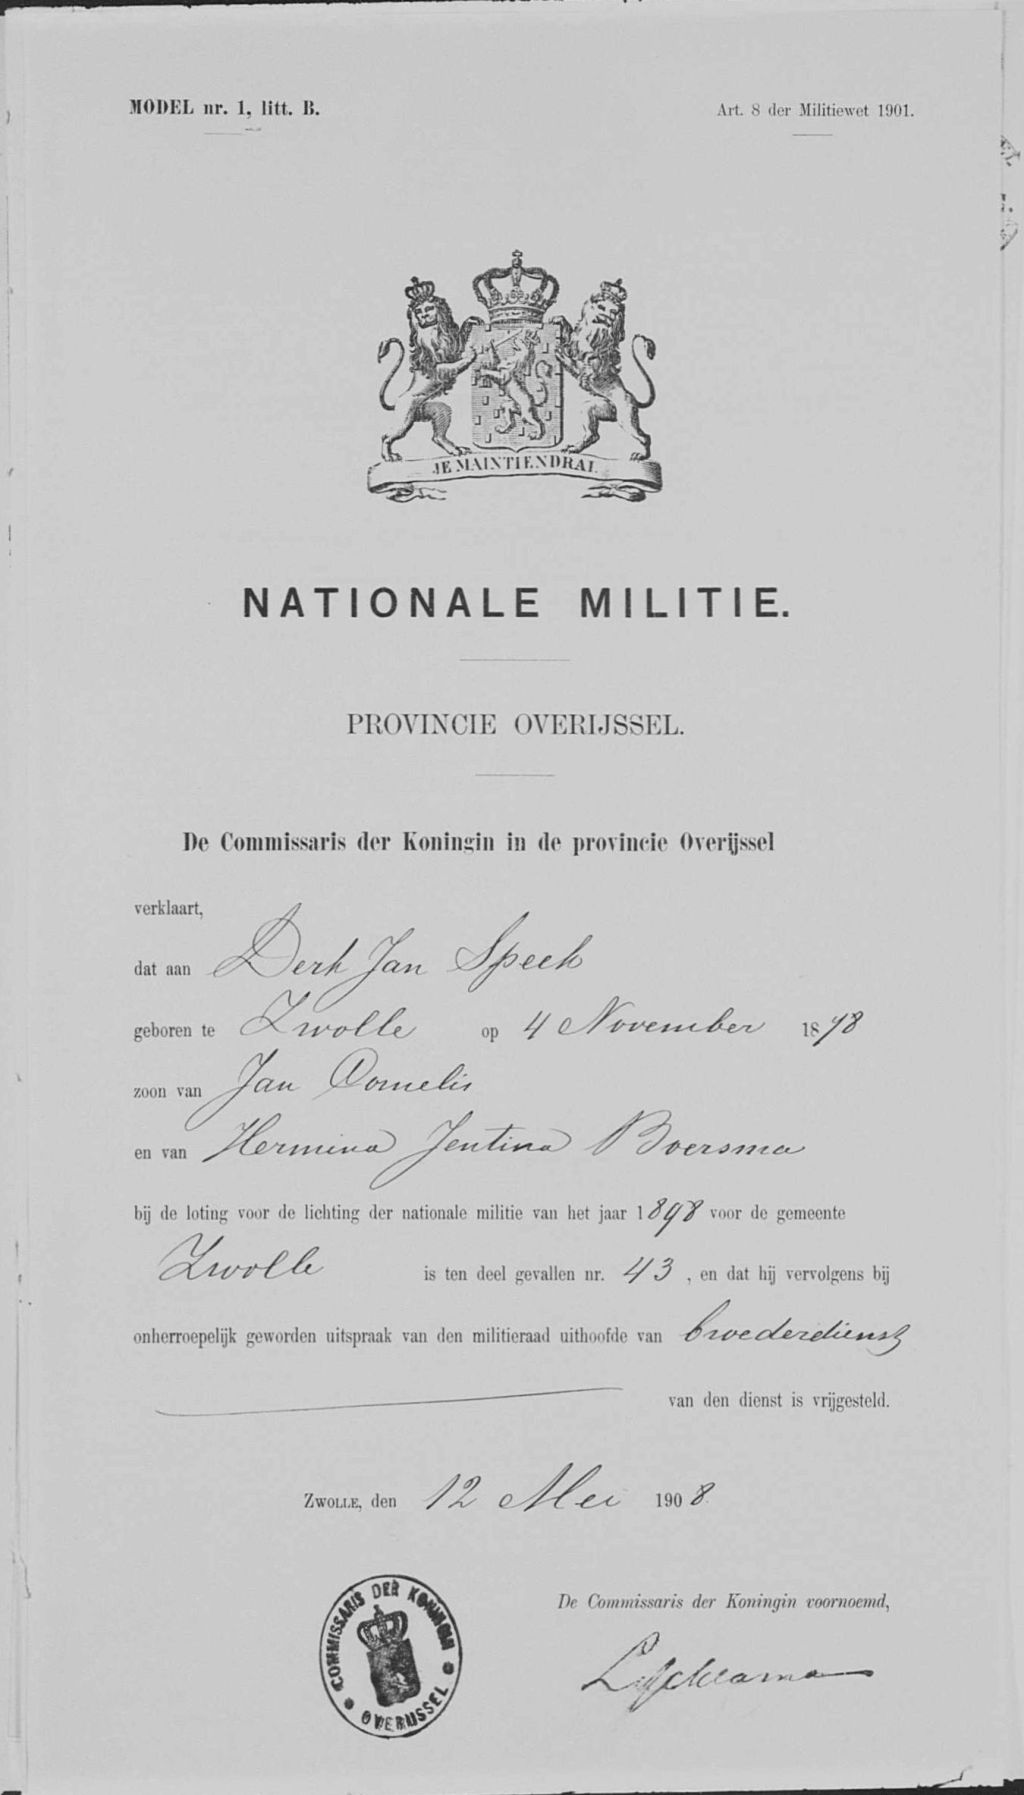 MODEL nr. 1, litt. B.
Art. 8 der Militiewet 1901.
JE MAINTIENDRAI.
NATIONALE MILITIE.
PROVINCIE OVERIJSSEL.
De Commissaris der Koningin in de provincie Overijssel
verklaart,
dat aan Derk Jan Speek
geboren te Zwolle op 4 November 1878
zoon van Jan Cornelis
en van Hermina Jentina Boersma
bij de loting voor de lichting der nationale militie van het jaar 1898 voor de gemeente
Zwolle is ten deel gevallen nr. 43, en dat hij vervolgens bij
onherroepelijk geworden uitspraak van den militieraad uithoofde van broederdienst
van den dienst is vrijgesteld.
ZWOLLE, den 12 Mei 1908
De Commissaris der Koningin voornoemd,
COMMISSARIS DER KONINGIN
OVERIJSSEL